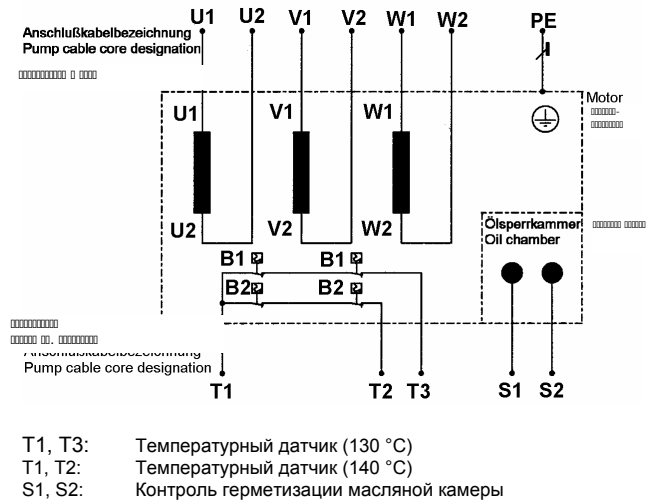 U1 U2 V1 V2 W1 W2 PE
Anschlußkabelbezeichnung
Pump cable core designation
Motor
U1 V1 W1
U2 V2 W2
Ölsperrkammer
Oil chamber
B1 B1
B2 B2
Anschlußkabelbezeichnung
Pump cable core designation
T1 T2 T3 S1 S2
T1, T3: Температурный датчик (130 °C)
T1, T2: Температурный датчик (140 °C)
S1, S2: Контроль герметизации масляной камеры